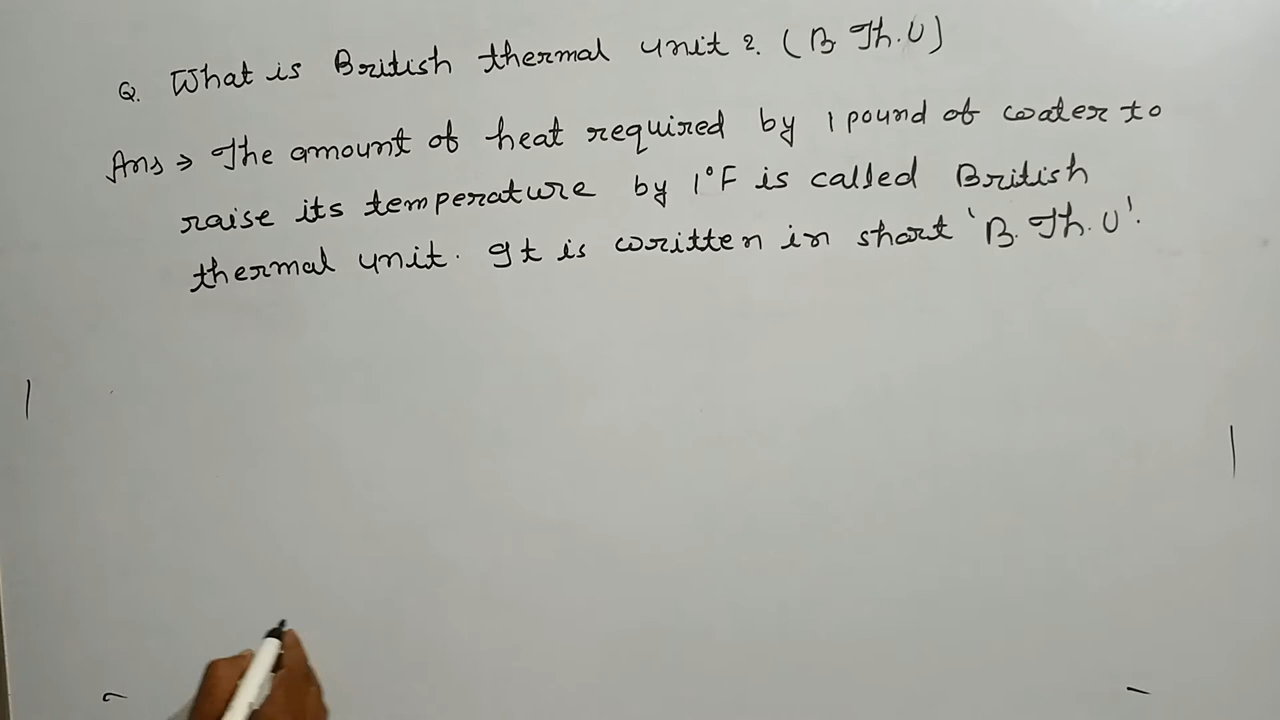 Q. What is British thermal unit ?. (B Th.U)
Ans → The amount of heat required by 1 pound of water to
raise its temperature by 1°F is called British
thermal unit. It is written in short 'B.Th.U'.